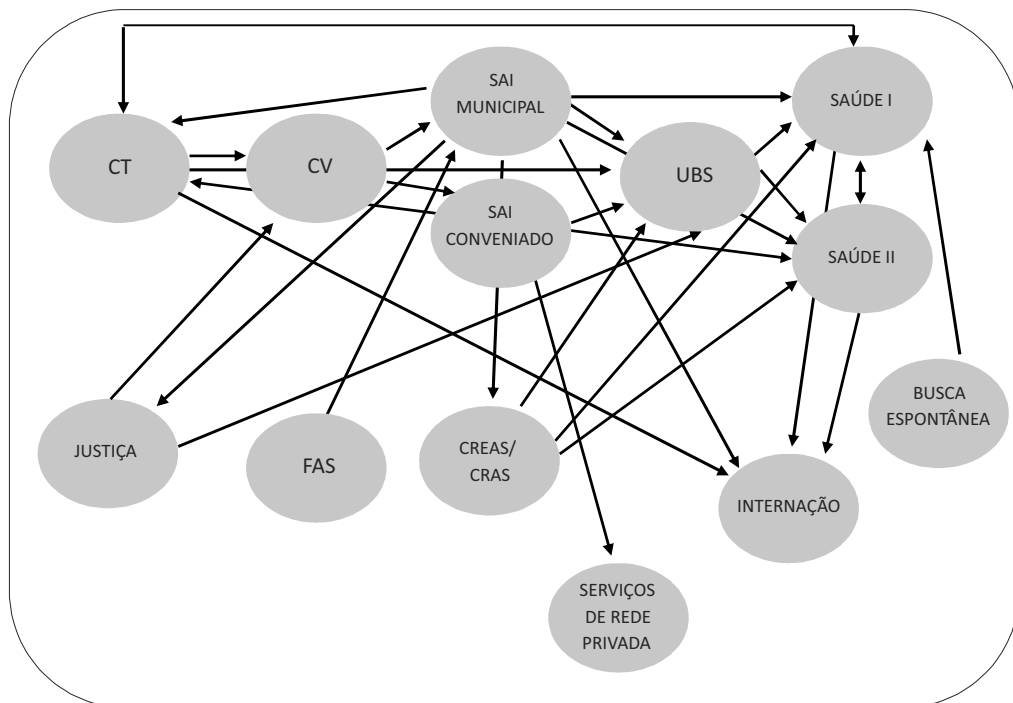 SAI
MUNICIPAL
SAÚDE I
CT
CV
UBS
SAI
CONVENIADO
SAÚDE II
BUSCA
ESPONTÂNEA
JUSTIÇA
FAS
CREAS/
CRAS
INTERNAÇÃO
SERVIÇOS
DE REDE
PRIVADA